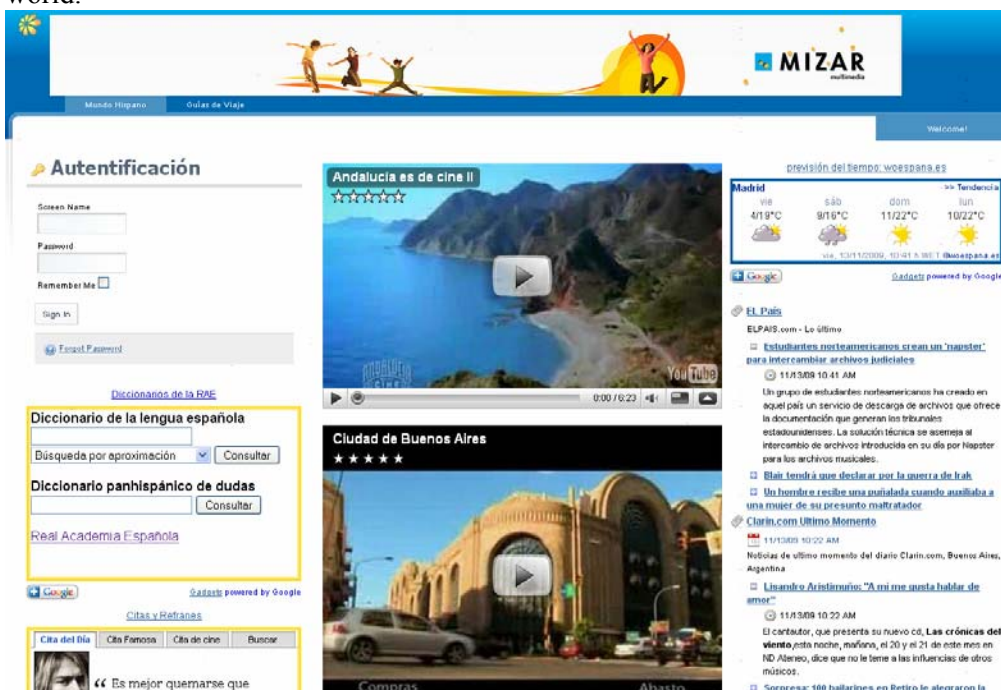 world.
MIZAR
multimedia
Mundo Hispano Guías de Viaje
Welcome!
Autentificación
Screen Name
Password
Remember Me
Sign In
Forgot Password
Diccionarios de la RAE
Diccionario de la lengua española
Búsqueda por aproximación Consultar
Diccionario panhispánico de dudas
Consultar
Real Academia Española
Google Gadgets powered by Google
Citas y Refranes
Cita del Día Cita Famosa Cita de cine Buscar
“ Es mejor quemarse que
Andalucía es de cine II
YouTube
0:00 / 6:23
Ciudad de Buenos Aires
Compras Abasto
previsión del tiempo: woespana.es
Madrid >> Tendencia
vie sáb dom lun
4/19°C 9/16°C 11/22°C 10/22°C
vie, 13/11/2009, 10:41 h WET ©woespana.es
Google Gadgets powered by Google
EL País
ELPAIS.com - Lo último
Estudiantes norteamericanos crean un 'napster'
para intercambiar archivos judiciales
11/13/09 10:41 AM
Un grupo de estudiantes norteamericanos ha creado en
aquel país un servicio de descarga de archivos que ofrece
la documentación que generan los tribunales
estadounidenses. La solución técnica se asemeja al
intercambio de archivos introducida en su día por Napster
para los archivos musicales.
Blair tendrá que declarar por la guerra de Irak
Un hombre recibe una puñalada cuando auxiliaba a
una mujer de su presunto maltratador
Clarin.com Ultimo Momento
11/13/09 10:22 AM
Noticias de ultimo momento del diario Clarin.com, Buenos Aires,
Argentina
Lisandro Aristimuño: "A mi me gusta hablar de
amor"
11/13/09 10:22 AM
El cantautor, que presenta su nuevo cd, Las crónicas del
viento,esta noche, mañana, el 20 y el 21 de este mes en
ND Ateneo, dice que no le teme a las influencias de otros
músicos.
Sorpresa: 100 bailarines en Retiro le alegraron la